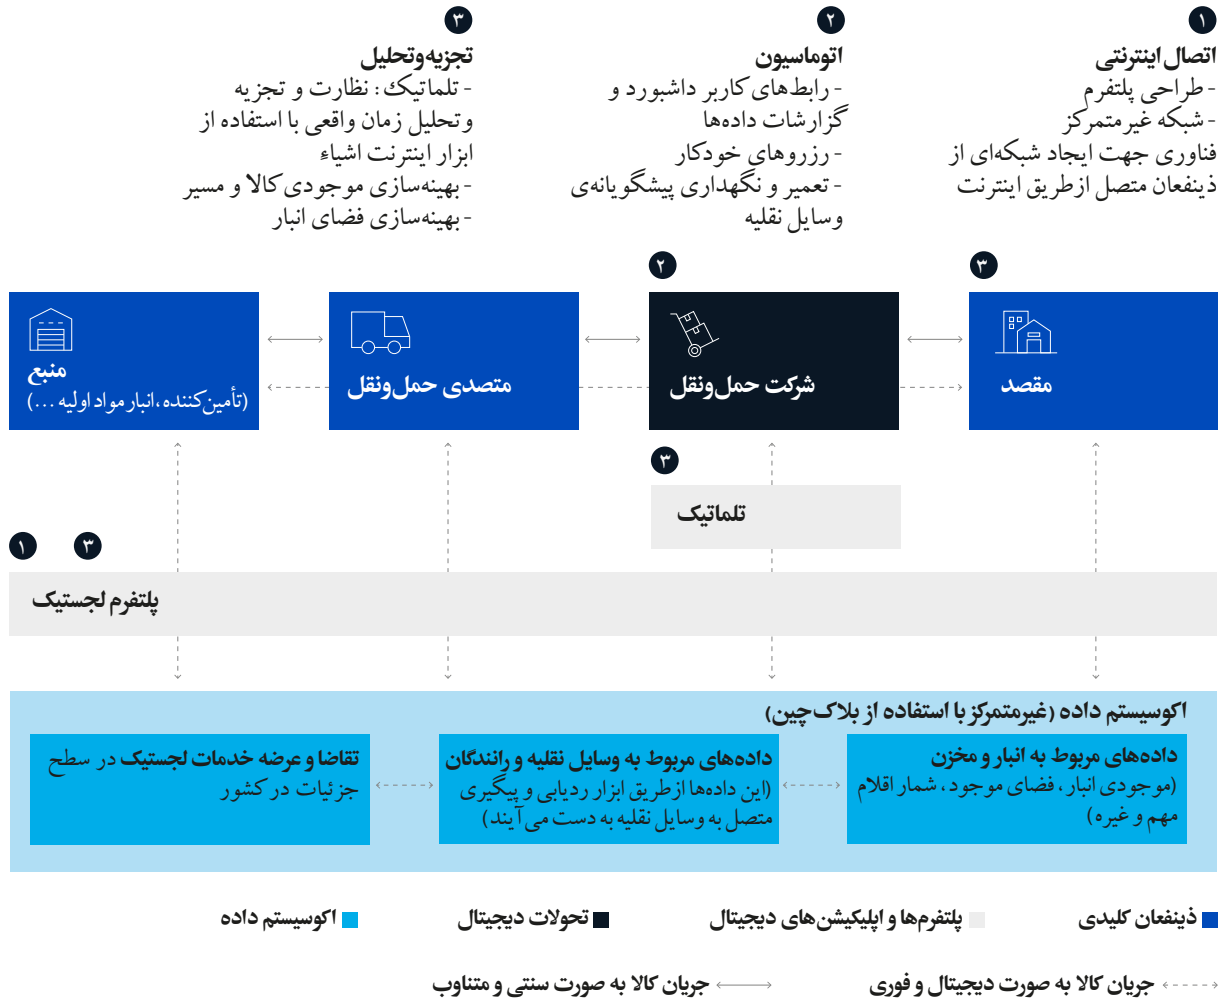 ۱
اتصال اینترنتی
- طراحی پلتفرم
- شبکه غیرمتمرکز
فناوری جهت ایجاد شبکه‌ای از
ذینفعان متصل ازطریق اینترنت
۲
اتوماسیون
- رابط‌های کاربر داشبورد و
گزارشات داده‌ها
- رزروهای خودکار
- تعمیر و نگهداری پیشگویانه‌ی
وسایل نقلیه
۳
تجزیه‌وتحلیل
- تلماتیک: نظارت و تجزیه
وتحلیل زمان واقعی با استفاده از
ابزار اینترنت اشیاء
- بهینه‌سازی موجودی کالا و مسیر
- بهینه‌سازی فضای انبار
۳
مقصد
۲
شرکت حمل‌ونقل
متصدی حمل‌ونقل
منبع
(تأمین‌کننده، انبار مواد اولیه ...)
۳
تلماتیک
۳
۱
پلتفرم لجستیک
اکوسیستم داده (غیرمتمرکز با استفاده از بلاک‌چین)
داده‌های مربوط به انبار و مخزن
(موجودی انبار، فضای موجود، شمار اقلام
مهم و غیره)
داده‌های مربوط به وسایل نقلیه و رانندگان
(این داده‌ها ازطریق ابزار ردیابی و پیگیری
متصل به وسایل نقلیه به دست می‌آیند)
تقاضا و عرضه خدمات لجستیک در سطح
جزئیات در کشور
ذینفعان کلیدی
پلتفرم‌ها و اپلیکیشن‌های دیجیتال
تحولات دیجیتال
اکوسیستم داده
جریان کالا به صورت دیجیتال و فوری
جریان کالا به صورت سنتی و متناوب